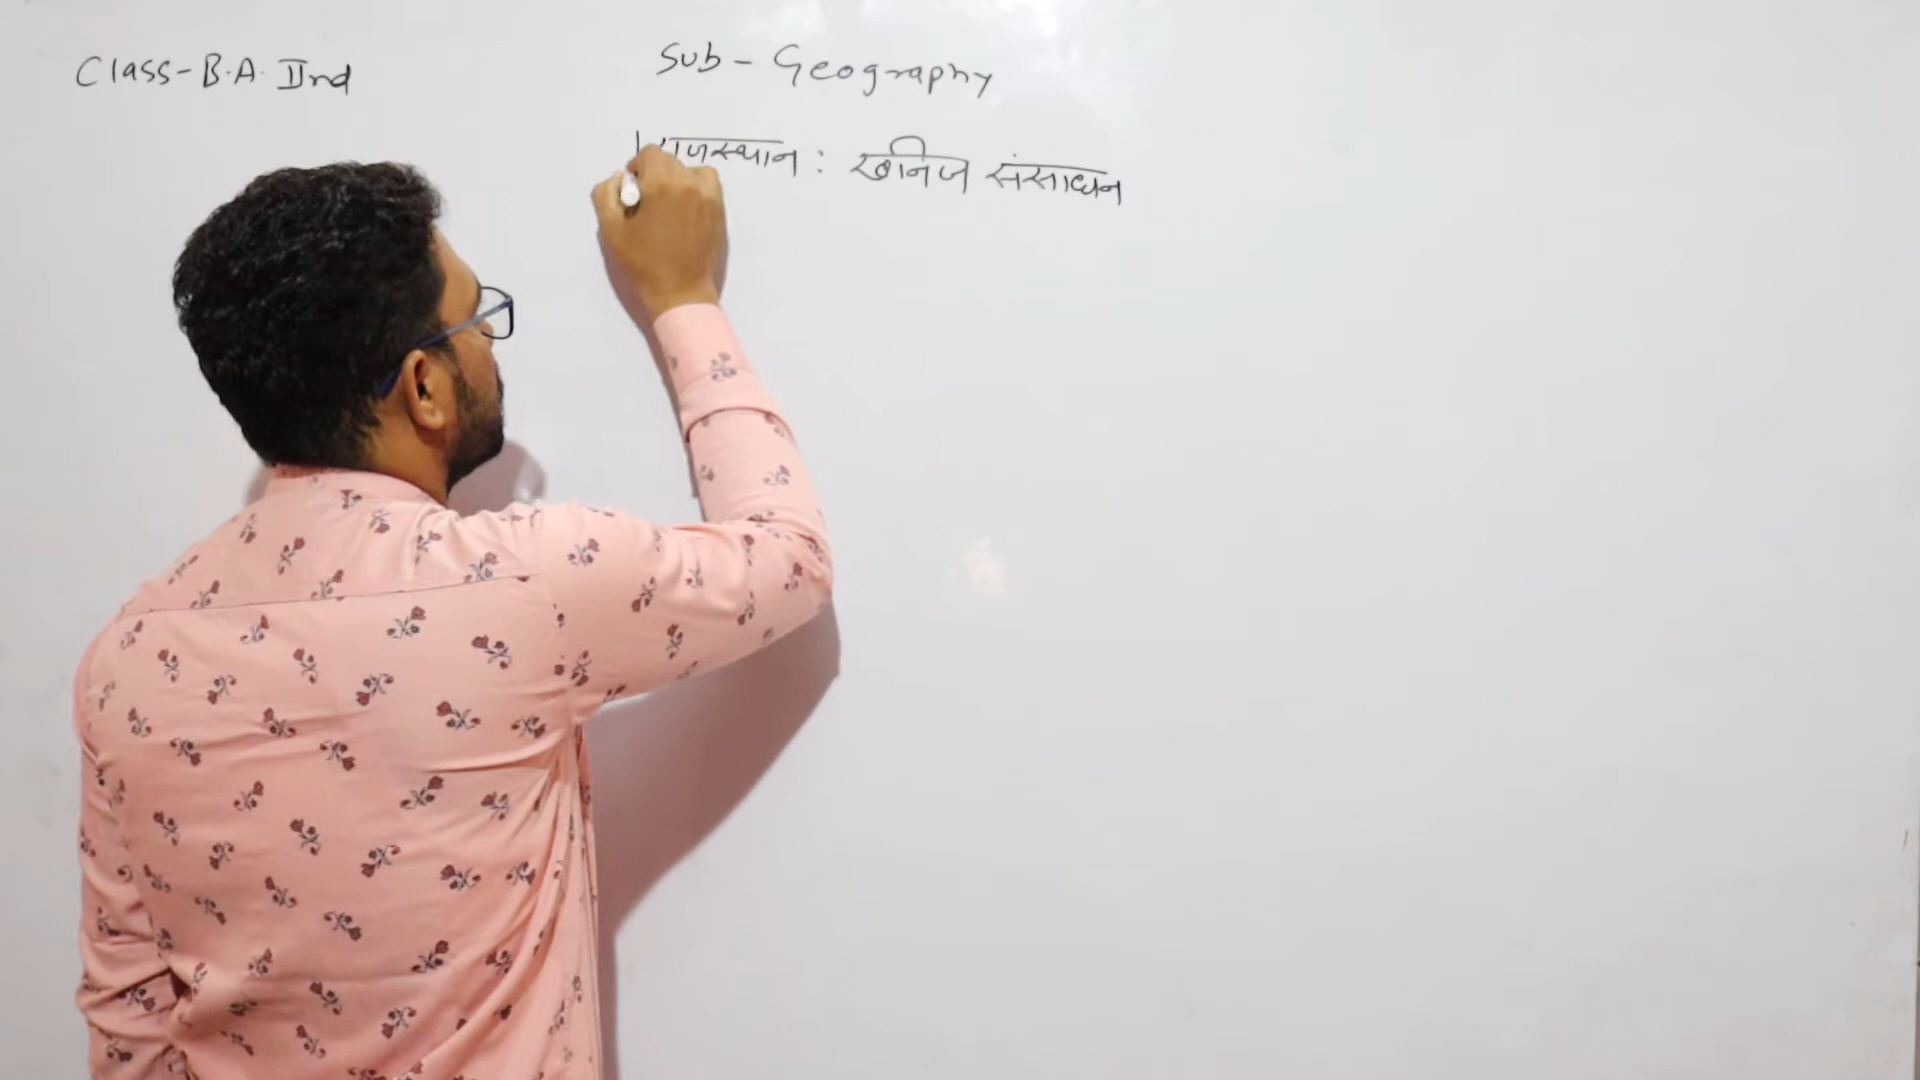 Class-B.A. IInd
Sub - Geography
राजस्थान : खनिज संसाधन